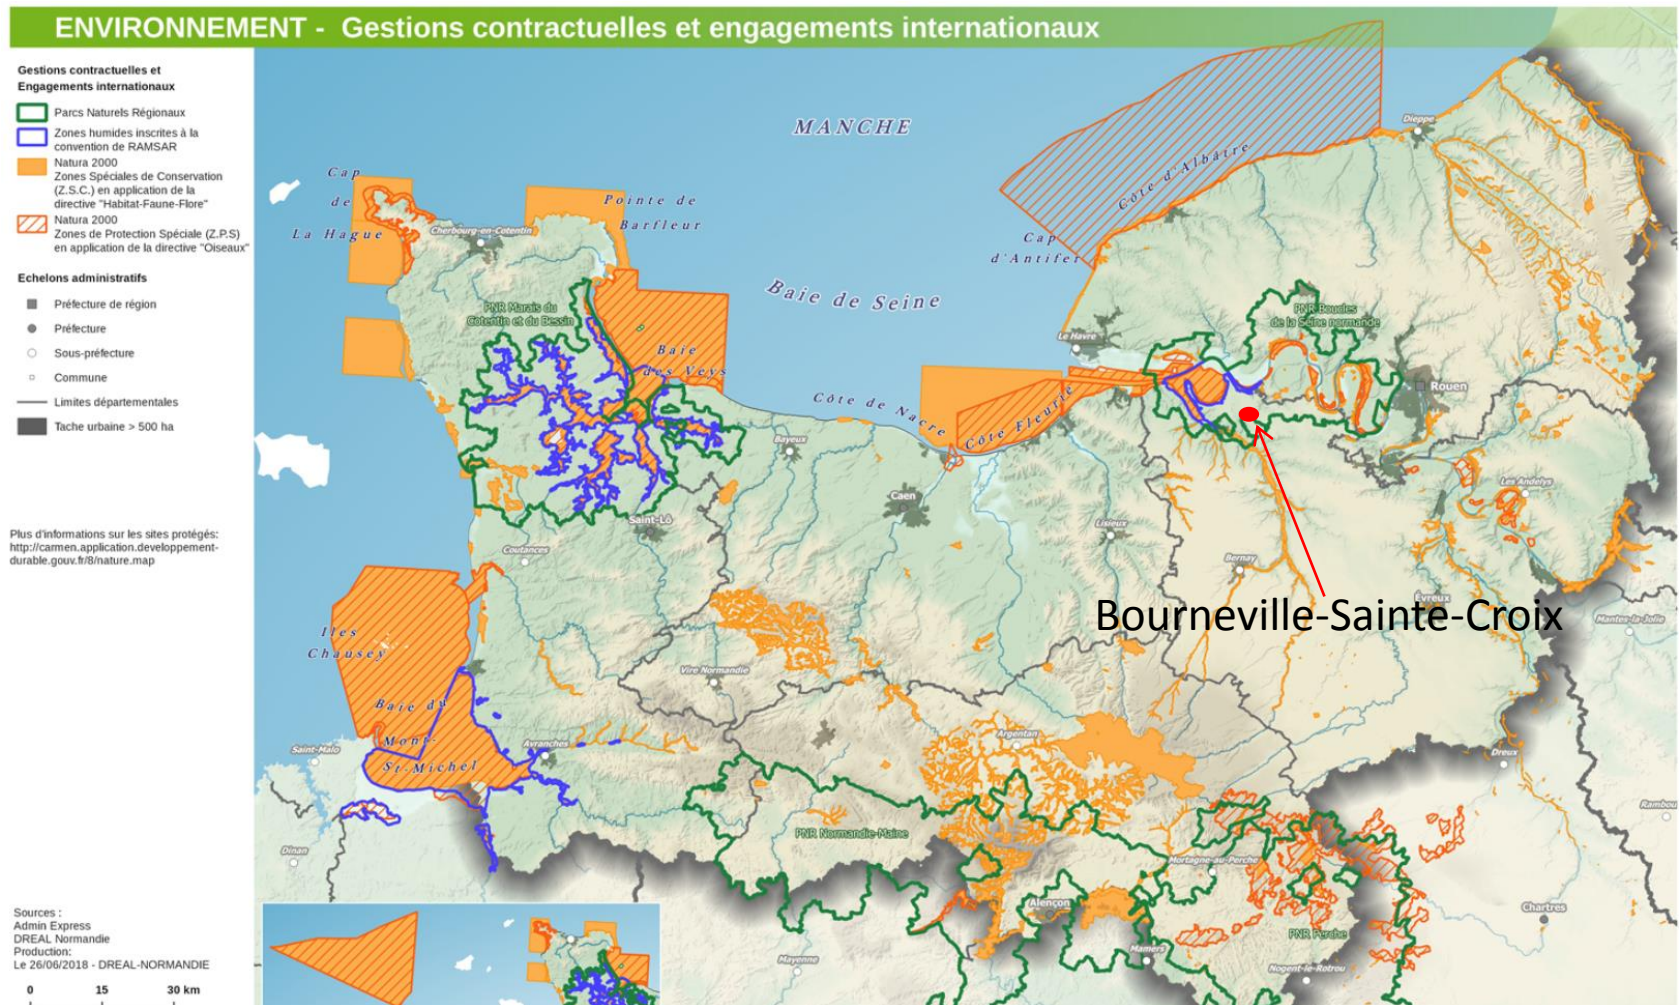 ENVIRONNEMENT - Gestions contractuelles et engagements internationaux
Gestions contractuelles et
Engagements internationaux
Parcs Naturels Régionaux
Zones humides inscrites à la
convention de RAMSAR
Natura 2000
Zones Spéciales de Conservation
(Z.S.C.) en application de la
directive "Habitat-Faune-Flore"
Natura 2000
Zones de Protection Spéciale (Z.P.S)
en application de la directive "Oiseaux"
Echelons administratifs
Préfecture de région
Préfecture
Sous-préfecture
Commune
Limites départementales
Tache urbaine > 500 ha
Plus d'informations sur les sites protégés:
http://carmen.application.developpement-
durable.gouv.fr/8/nature.map
Sources :
Admin Express
DREAL Normandie
Production:
Le 26/06/2018 - DREAL-NORMANDIE
0 15 30 km
MANCHE
Dieppe
Côte d'Albâtre
Cap
de
La Hague
Pointe de
Barfleur
Cherbourg-en-Cotentin
Cap
d'Antifer
Baie de Seine
PNR Marais du
Cotentin et du Bessin
PNR Boucles
de la Seine normande
Le Havre
Baie
des Veys
Rouen
Côte de Nacre
Côte Fleurie
Bayeux
Caen
Les Andelys
Saint-Lô
Lisieux
Coutances
Bernay
Evreux
Bourneville-Sainte-Croix
Mantes-la-Jolie
Iles
Chausey
Vire Normandie
Baie du
Mont-
St-Michel
Saint-Malo
Avranches
Argentan
Dreux
Rambou
PNR Normandie-Maine
Dinan
Mortagne-au-Perche
Alençon
Chartres
PNR Perche
Mamers
Mayenne
Nogent-le-Rotrou